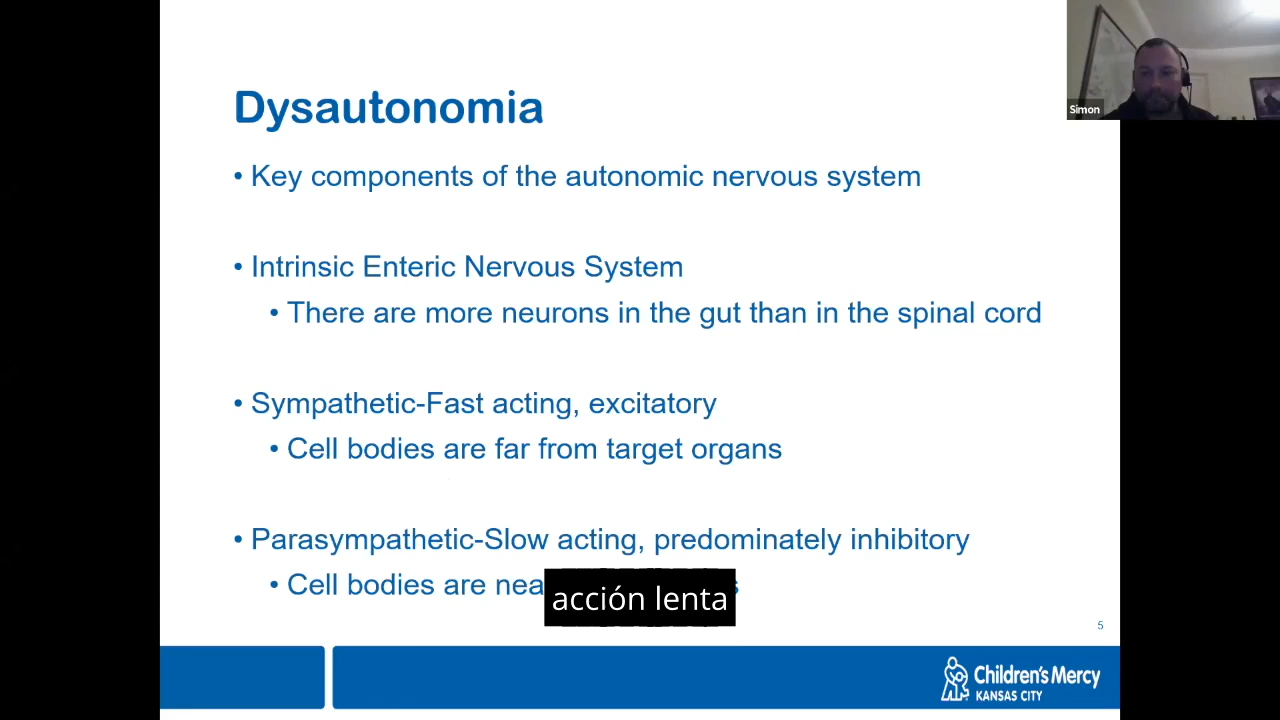 Dysautonomia
• Key components of the autonomic nervous system
• Intrinsic Enteric Nervous System
• There are more neurons in the gut than in the spinal cord
• Sympathetic-Fast acting, excitatory
• Cell bodies are far from target organs
• Parasympathetic-Slow acting, predominately inhibitory
• Cell bodies are
acción lenta
5
Children's Mercy
KANSAS CITY
Simon